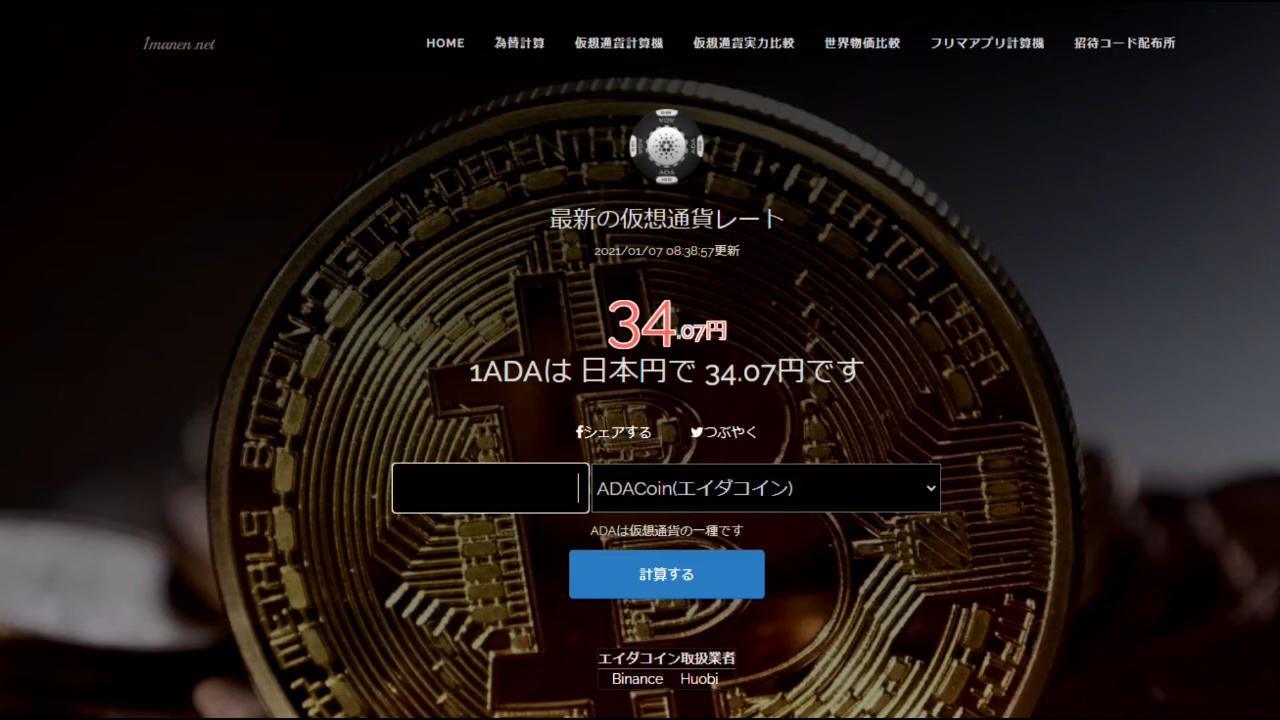 1manen.net
HOME 為替計算 仮想通貨計算機 仮想通貨実力比較 世界物価比較 フリマアプリ計算機 招待コード配布所
ADA
ADA
最新の仮想通貨レート
2021/01/07 08:38:57更新
34.07円
1ADAは 日本円で 34.07円です
シェアする つぶやく
ADACoin(エイダコイン)
ADAは仮想通貨の一種です
計算する
エイダコイン取扱業者
Binance Huobi